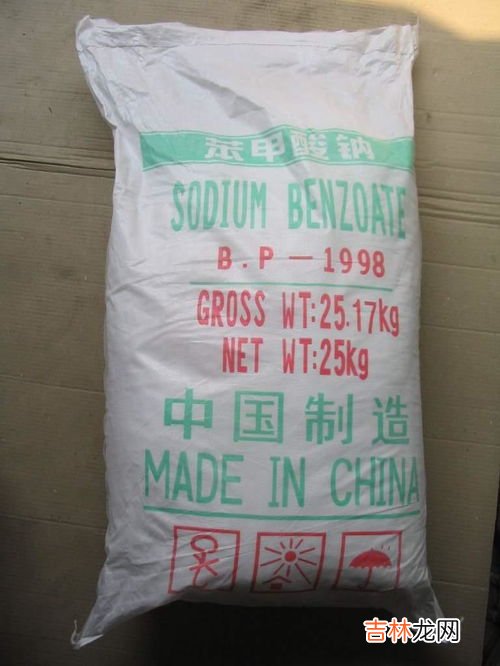 苯甲酸钠
SODIUM BENZOATE
B.P-1998
GROSS WT:25.17kg
NET WT:25kg
中国制造
MADE IN CHINA
吉林龙网